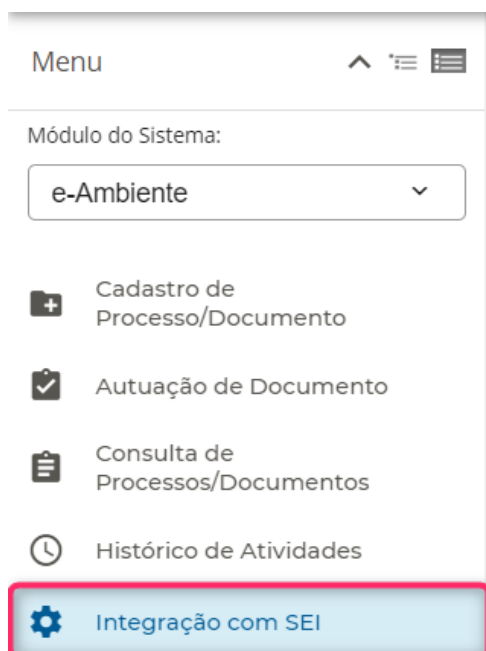 Menu
Módulo do Sistema:
e-Ambiente
Cadastro de
Processo/Documento
Autuação de Documento
Consulta de
Processos/Documentos
Histórico de Atividades
Integração com SEI